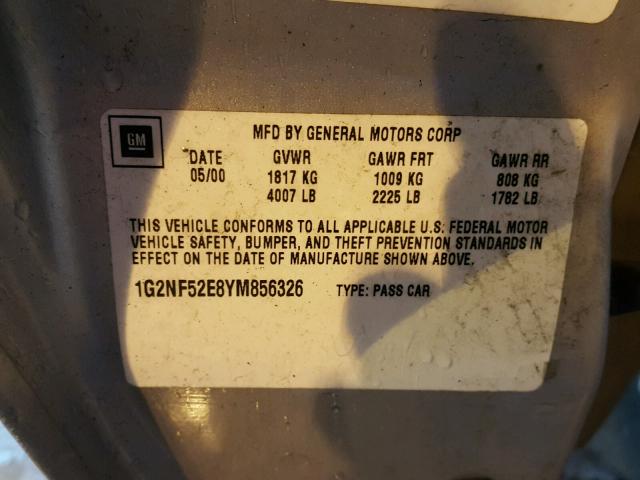 GM
MFD BY GENERAL MOTORS CORP
DATE GVWR GAWR FRT GAWR RR
05/00 1817 KG 1009 KG 808 KG
4007 LB 2225 LB 1782 LB
THIS VEHICLE CONFORMS TO ALL APPLICABLE U.S. FEDERAL MOTOR
VEHICLE SAFETY, BUMPER, AND THEFT PREVENTION STANDARDS IN
EFFECT ON THE DATE OF MANUFACTURE SHOWN ABOVE.
1G2NF52E8YM856326 TYPE: PASS CAR